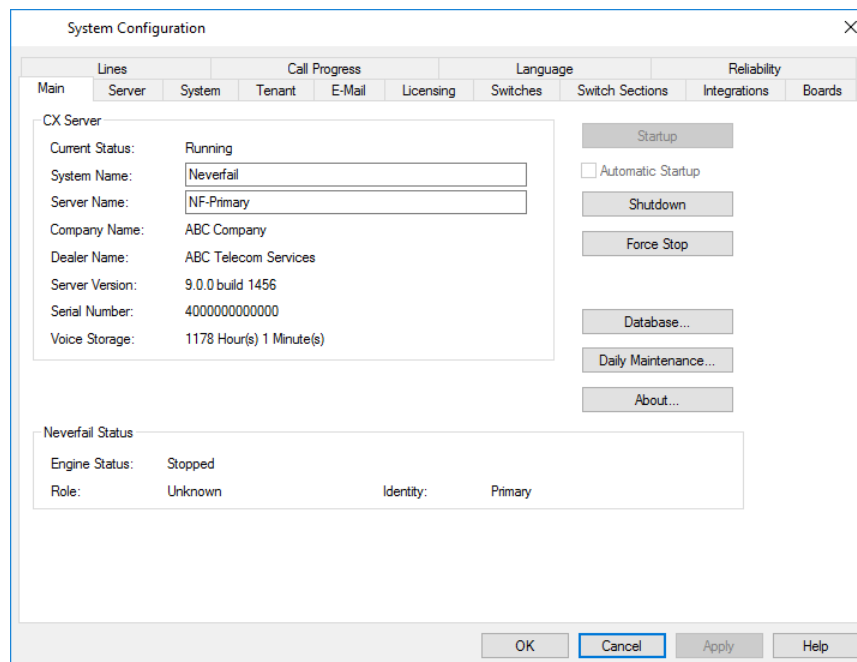 System Configuration
Lines Call Progress Language Reliability
Main Server System Tenant E-Mail Licensing Switches Switch Sections Integrations Boards
CX Server
Current Status: Running
System Name: Neverfail
Server Name: NF-Primary
Company Name: ABC Company
Dealer Name: ABC Telecom Services
Server Version: 9.0.0 build 1456
Serial Number: 4000000000000
Voice Storage: 1178 Hour(s) 1 Minute(s)
Startup
Automatic Startup
Shutdown
Force Stop
Database...
Daily Maintenance...
About...
Neverfail Status
Engine Status: Stopped
Role: Unknown Identity: Primary
OK Cancel Apply Help